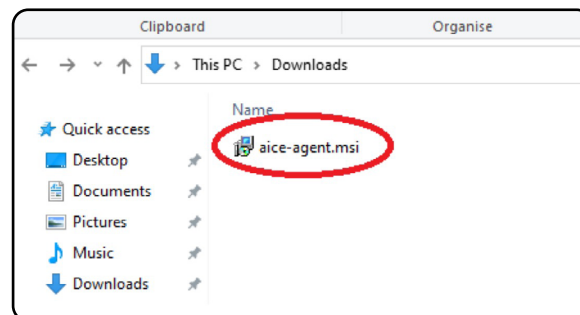 Clipboard Organise
This PC > Downloads
Name
Quick access
aice-agent.msi
Desktop
Documents
Pictures
Music
Downloads